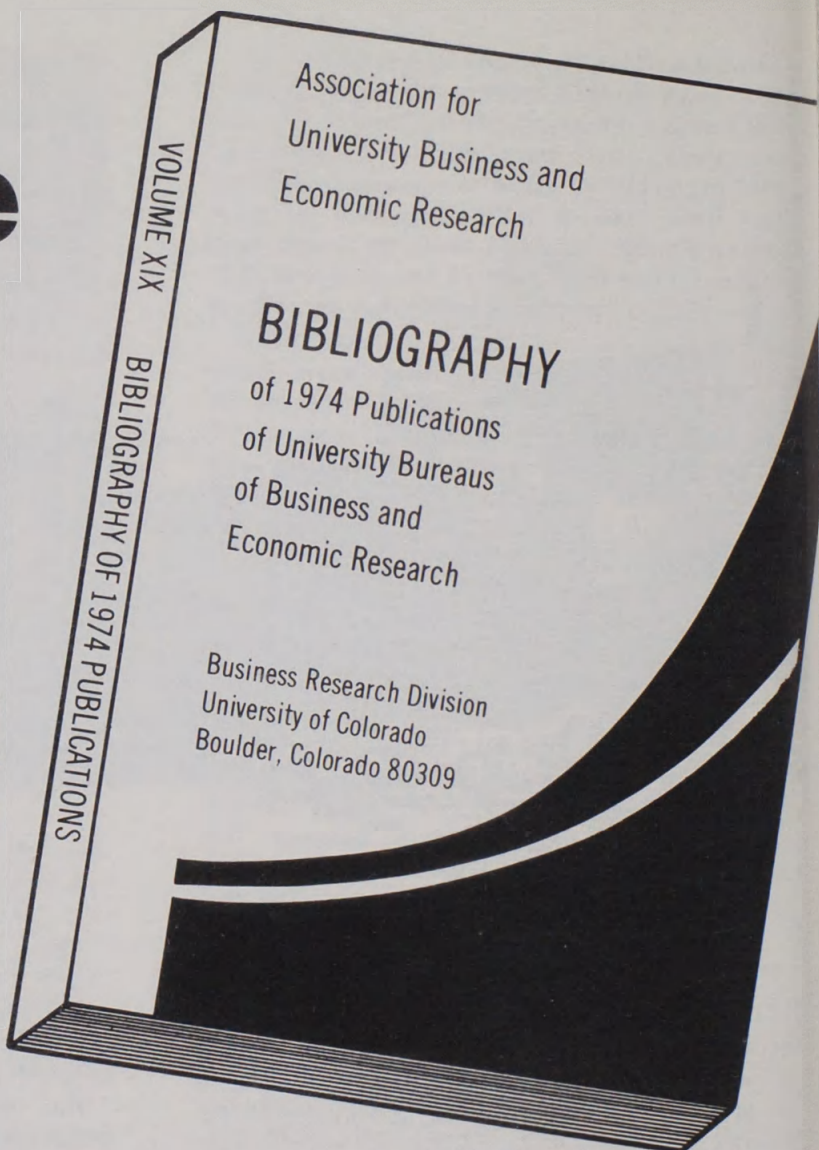 Association for
University Business and
Economic Research
BIBLIOGRAPHY
of 1974 Publications
of University Bureaus
of Business and
Economic Research
Business Research Division
University of Colorado
Boulder, Colorado 80309
VOLUME XIX BIBLIOGRAPHY OF 1974 PUBLICATIONS